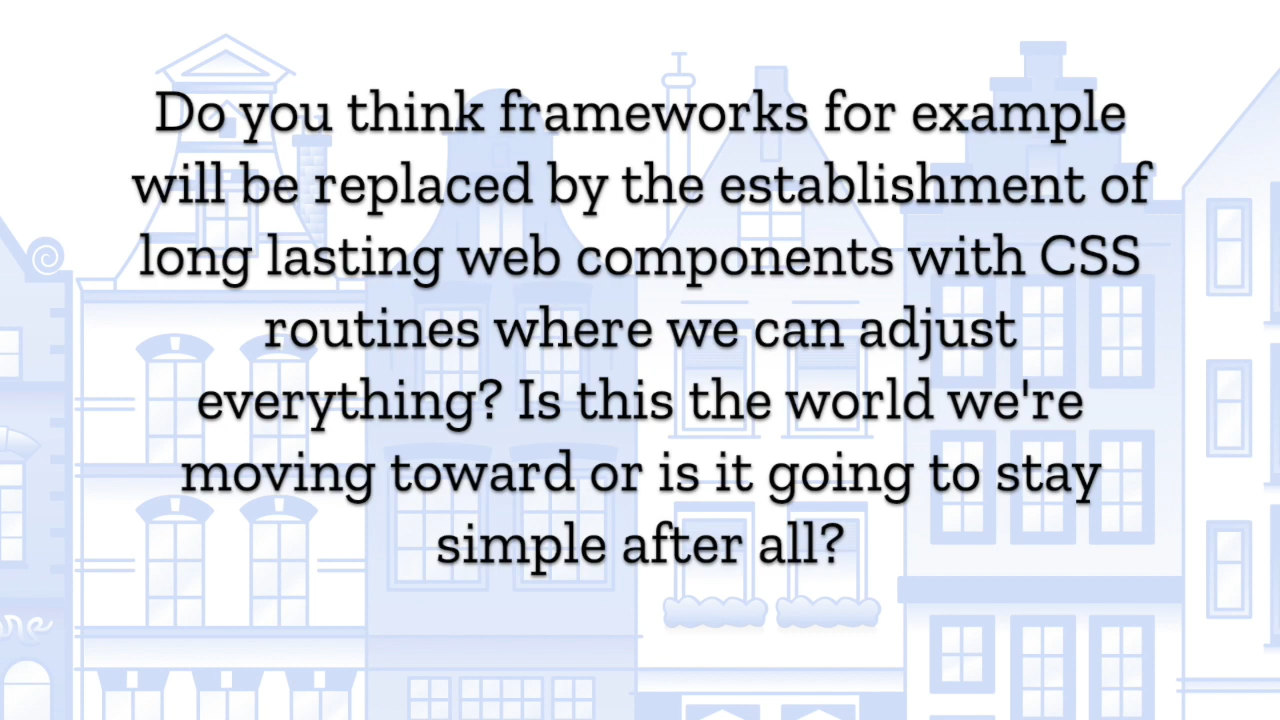 Do you think frameworks for example
will be replaced by the establishment of
long lasting web components with CSS
routines where we can adjust
everything? Is this the world we're
moving toward or is it going to stay
simple after all?